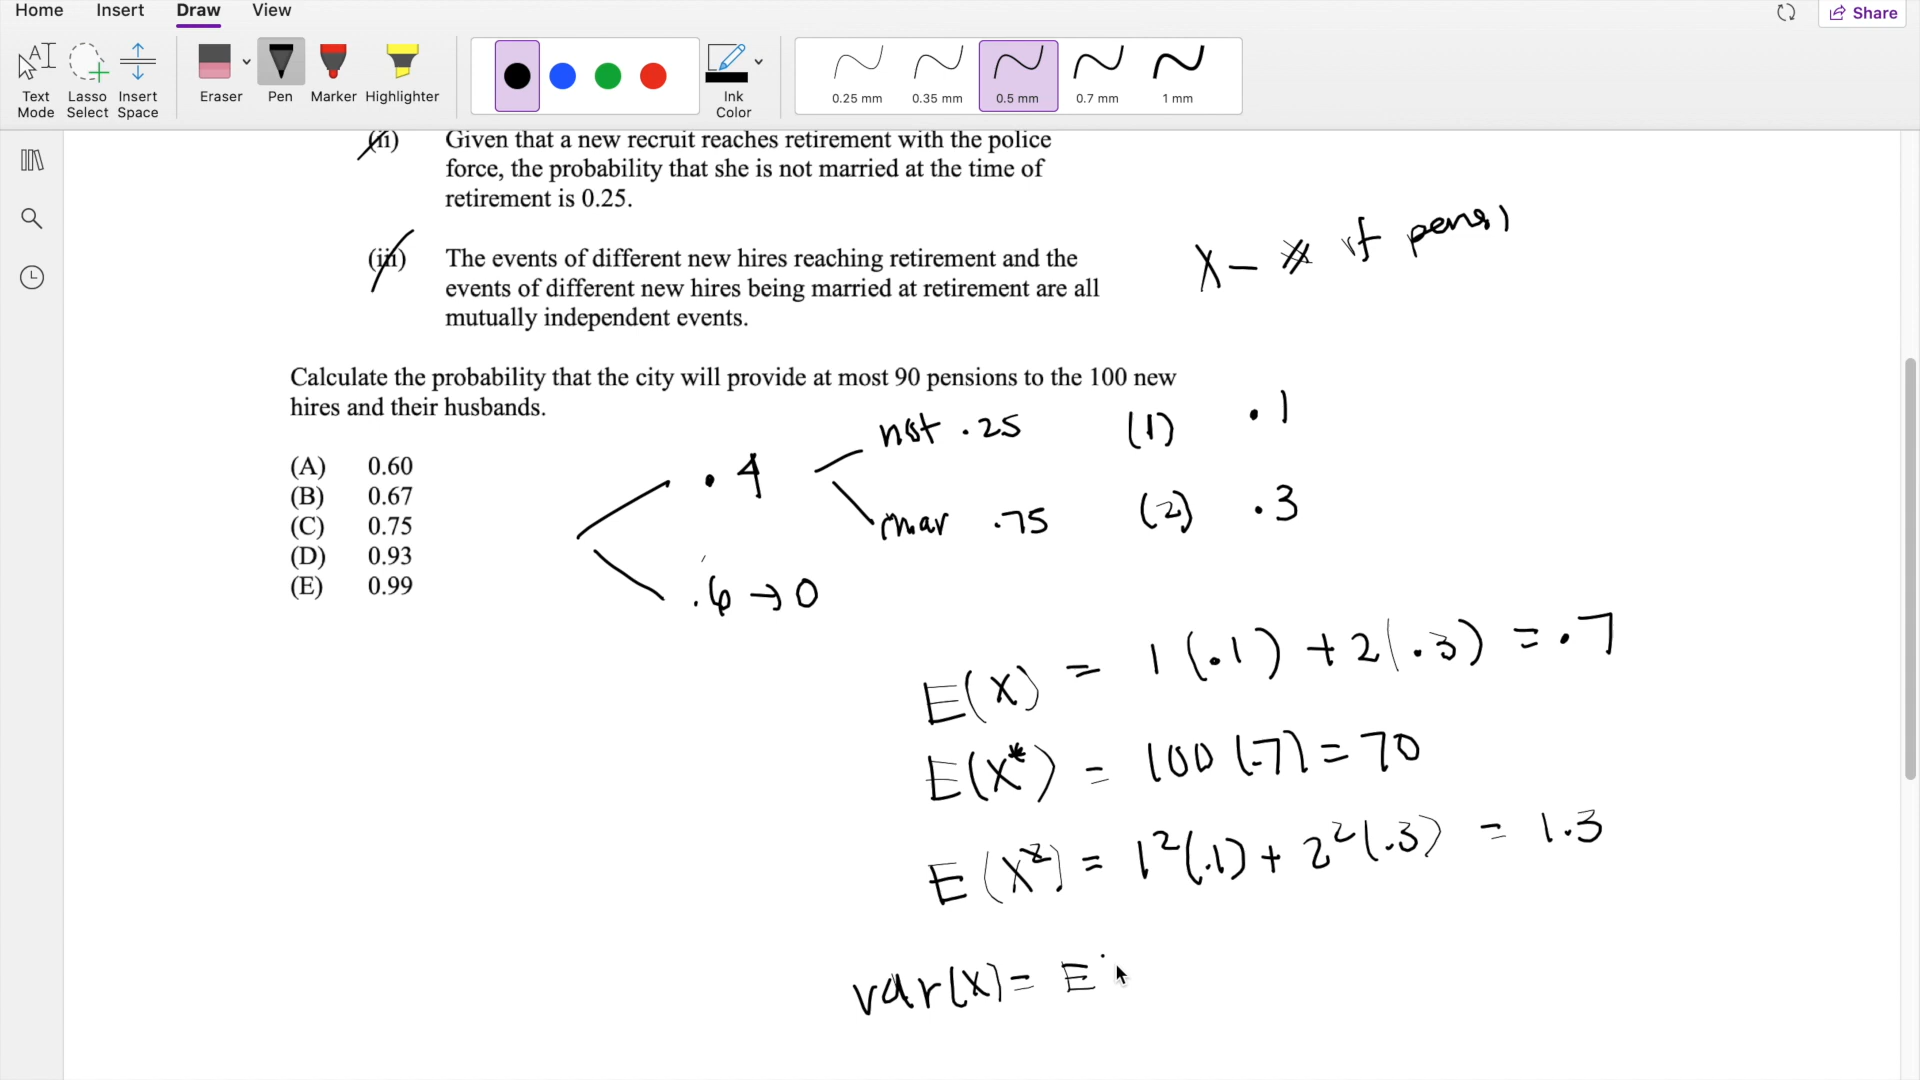 Home Insert Draw View Share
Text Mode Lasso Select Insert Space Eraser Pen Marker Highlighter Ink Color 0.25 mm 0.35 mm 0.5 mm 0.7 mm 1 mm
(ii) Given that a new recruit reaches retirement with the police
force, the probability that she is not married at the time of
retirement is 0.25.
X - # of pens
(iii) The events of different new hires reaching retirement and the
events of different new hires being married at retirement are all
mutually independent events.
Calculate the probability that the city will provide at most 90 pensions to the 100 new
hires and their husbands.
(A) 0.60
(B) 0.67
(C) 0.75
(D) 0.93
(E) 0.99
not .25 (1) .1
.4
mar .75 (2) .3
.6 → 0
E(X) = 1(.1) + 2(.3) = .7
E(X*) = 100(.7) = 70
E(X²) = 1²(.1) + 2²(.3) = 1.3
var(X) = E